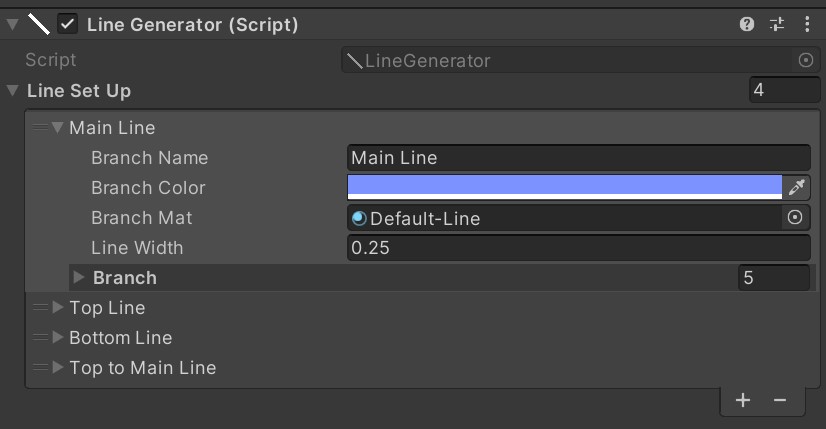 Line Generator (Script)
Script LineGenerator
Line Set Up 4
Main Line
Branch Name Main Line
Branch Color
Branch Mat Default-Line
Line Width 0.25
Branch 5
Top Line
Bottom Line
Top to Main Line